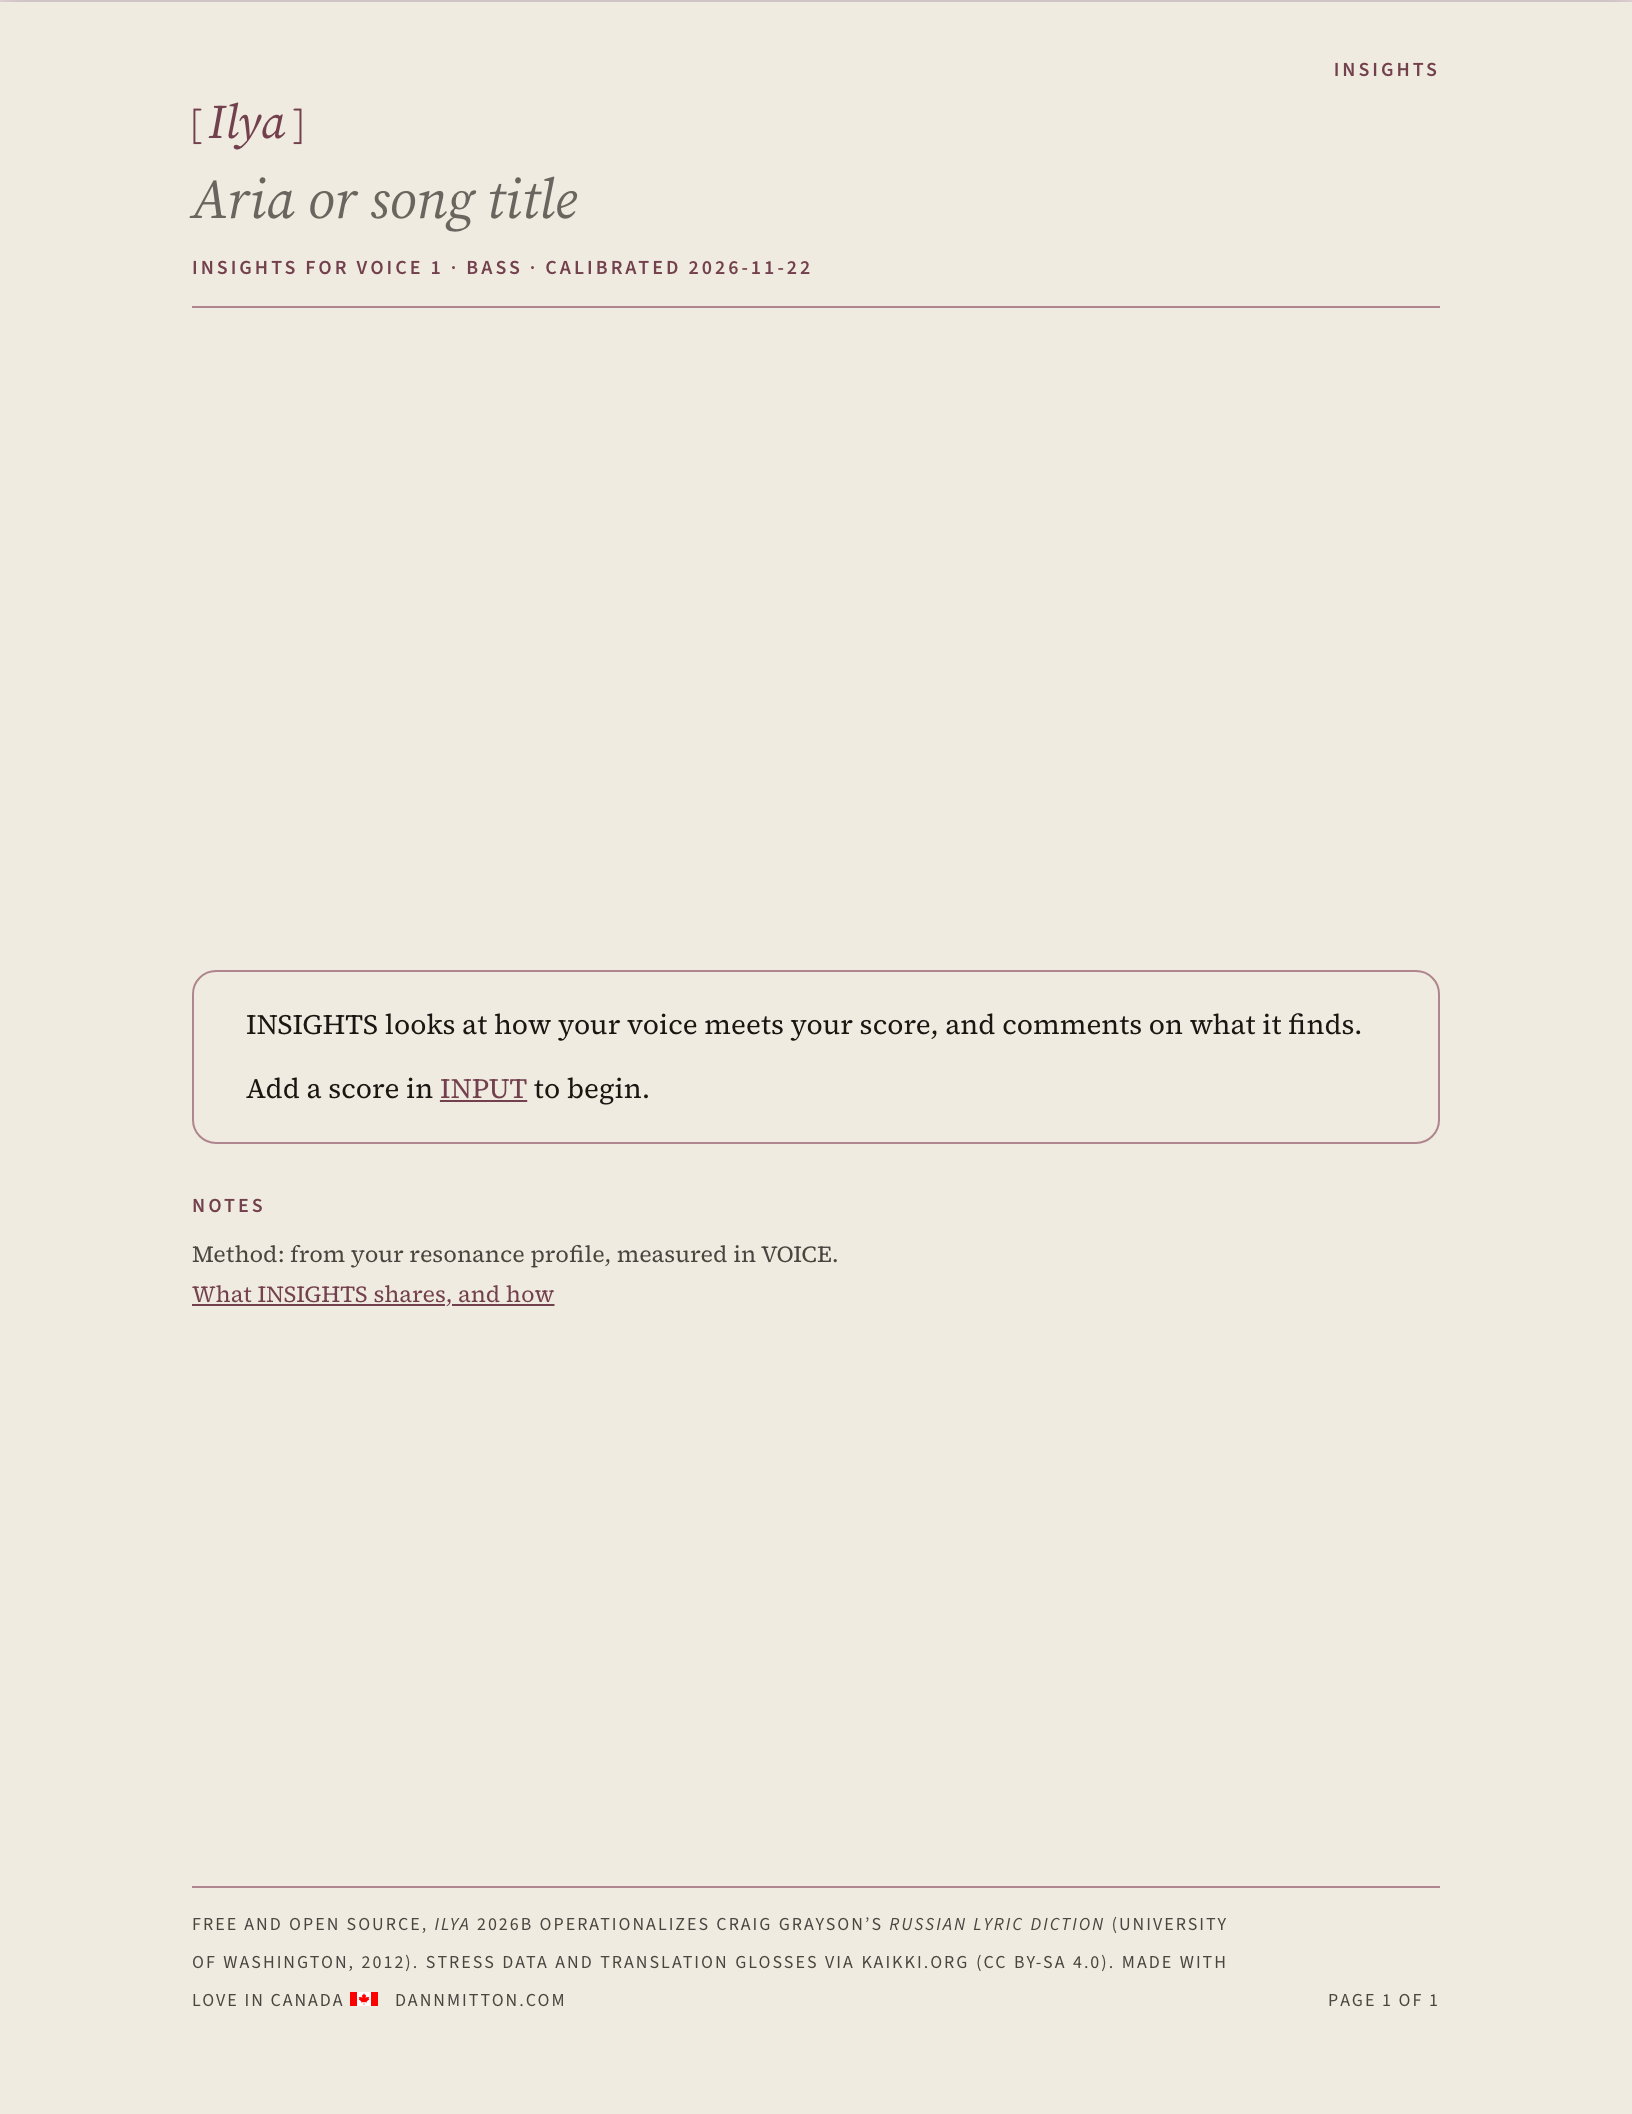 INSIGHTS
[Ilya]
Aria or song title
INSIGHTS FOR VOICE 1 · BASS · CALIBRATED 2026-11-22
INSIGHTS looks at how your voice meets your score, and comments on what it finds.
Add a score in INPUT to begin.
NOTES
Method: from your resonance profile, measured in VOICE.
What INSIGHTS shares, and how
FREE AND OPEN SOURCE, ILYA 2026B OPERATIONALIZES CRAIG GRAYSON’S RUSSIAN LYRIC DICTION (UNIVERSITY
OF WASHINGTON, 2012). STRESS DATA AND TRANSLATION GLOSSES VIA KAIKKI.ORG (CC BY-SA 4.0). MADE WITH
LOVE IN CANADA 🇨🇦 DANNMITTON.COM
PAGE 1 OF 1